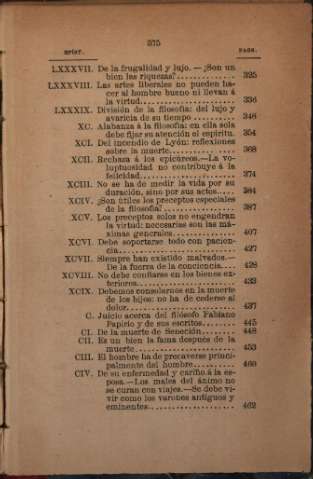 575
EPIST. PAGS.
LXXXVII. De la frugalidad y lujo. — ¿Son un
bien las riquezas?.............. 325
LXXXVIII. Las artes liberales no pueden ha-
cer al hombre bueno ni llevan á
la virtud...................... 336
LXXXIX. División de la filosofía: del lujo y
avaricia de su tiempo .......... 348
XC. Alabanza á la filosofía: en ella sola
debe fijar su atención el espíritu. 354
XCI. Del incendio de Lyón: reflexiones
sobre la muerte................ 368
XCII. Rechaza á los epicúreos.—La vo-
luptuosidad no contribuye á la
felicidad...................... 374
XCIII. No se ha de medir la vida por su
duración, sino por sus actos..... 384
XCIV. ¿Son útiles los preceptos especiales
de la filosofía?................ 387
XCV. Los preceptos solos no engendran
la virtud: necesarias son las má-
ximas generales................ 407
XCVI. Debe soportarse todo con pacien-
cia........................... 427
XCVII. Siempre han existido malvados.—
De la fuerza de la conciencia.... 428
XCVIII. No debe confiarse en los bienes ex-
teriores....................... 433
XCIX. Debemos consolarnos en la muerte
de los hijos: no ha de cederse al
dolor......................... 437
C. Juicio acerca del filósofo Fabiano
Papirio y de sus escritos........ 445
CI. De la muerte de Seneción........ 448
CII. Es un bien la fama después de la
muerte....................... 453
CIII. El hombre ha de precaverse princi-
palmente del hombre.......... 460
CIV. De su enfermedad y cariño á la es-
posa.—Los males del ánimo no
se curan con viajes.—Se debe vi-
vir como los varones antiguos y
eminentes.................... 462